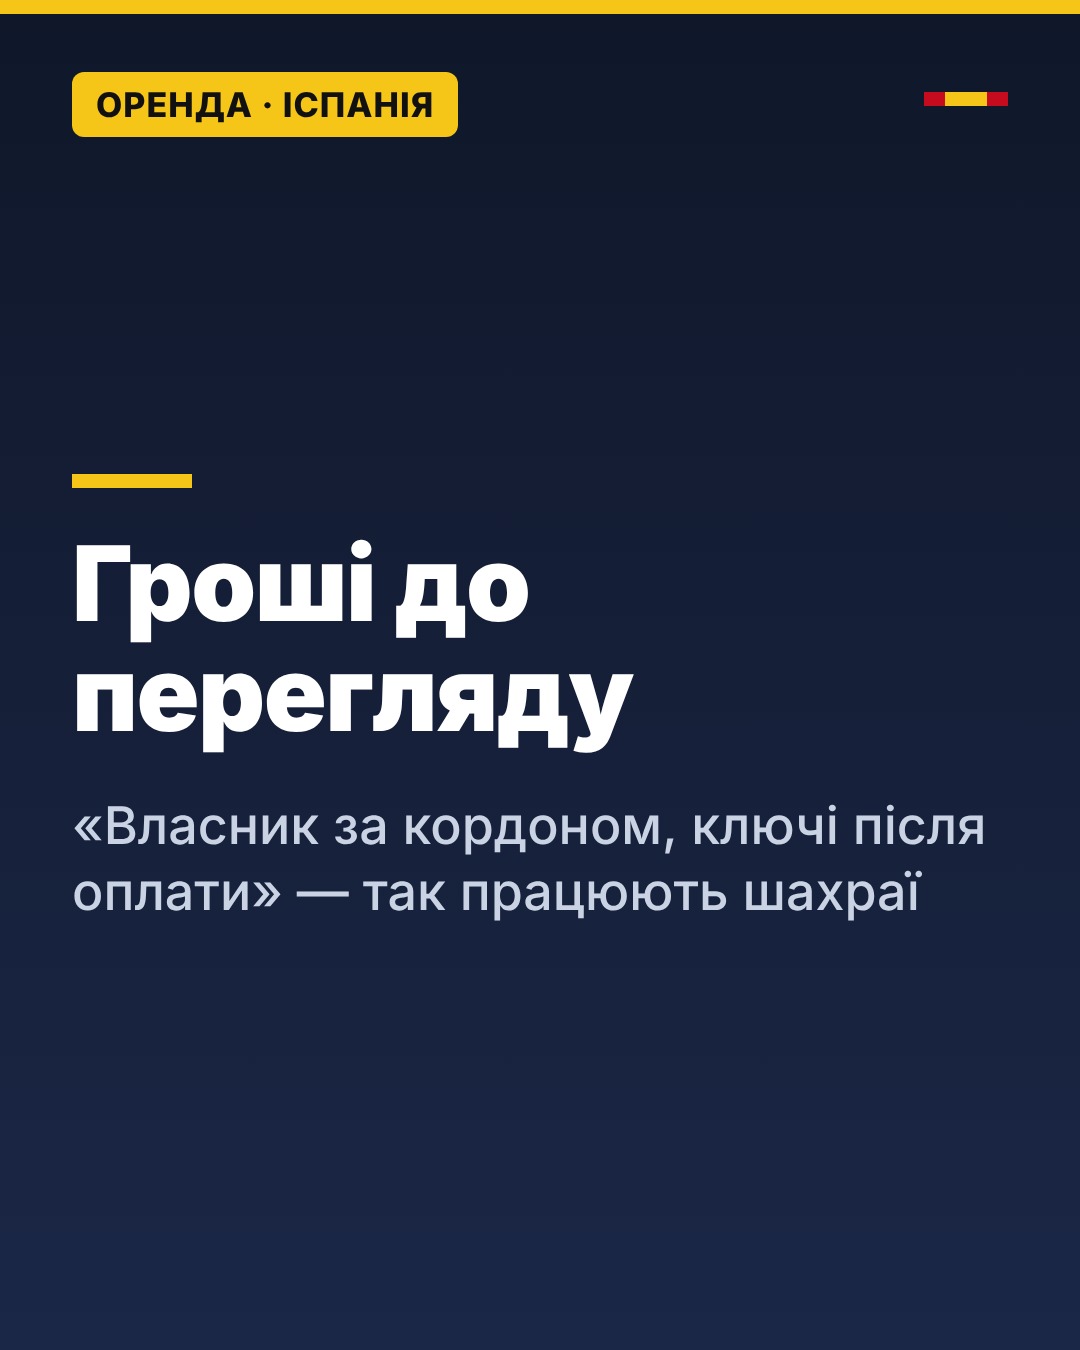 ОРЕНДА · ІСПАНІЯ
Гроші до
перегляду
«Власник за кордоном, ключі після
оплати» — так працюють шахраї